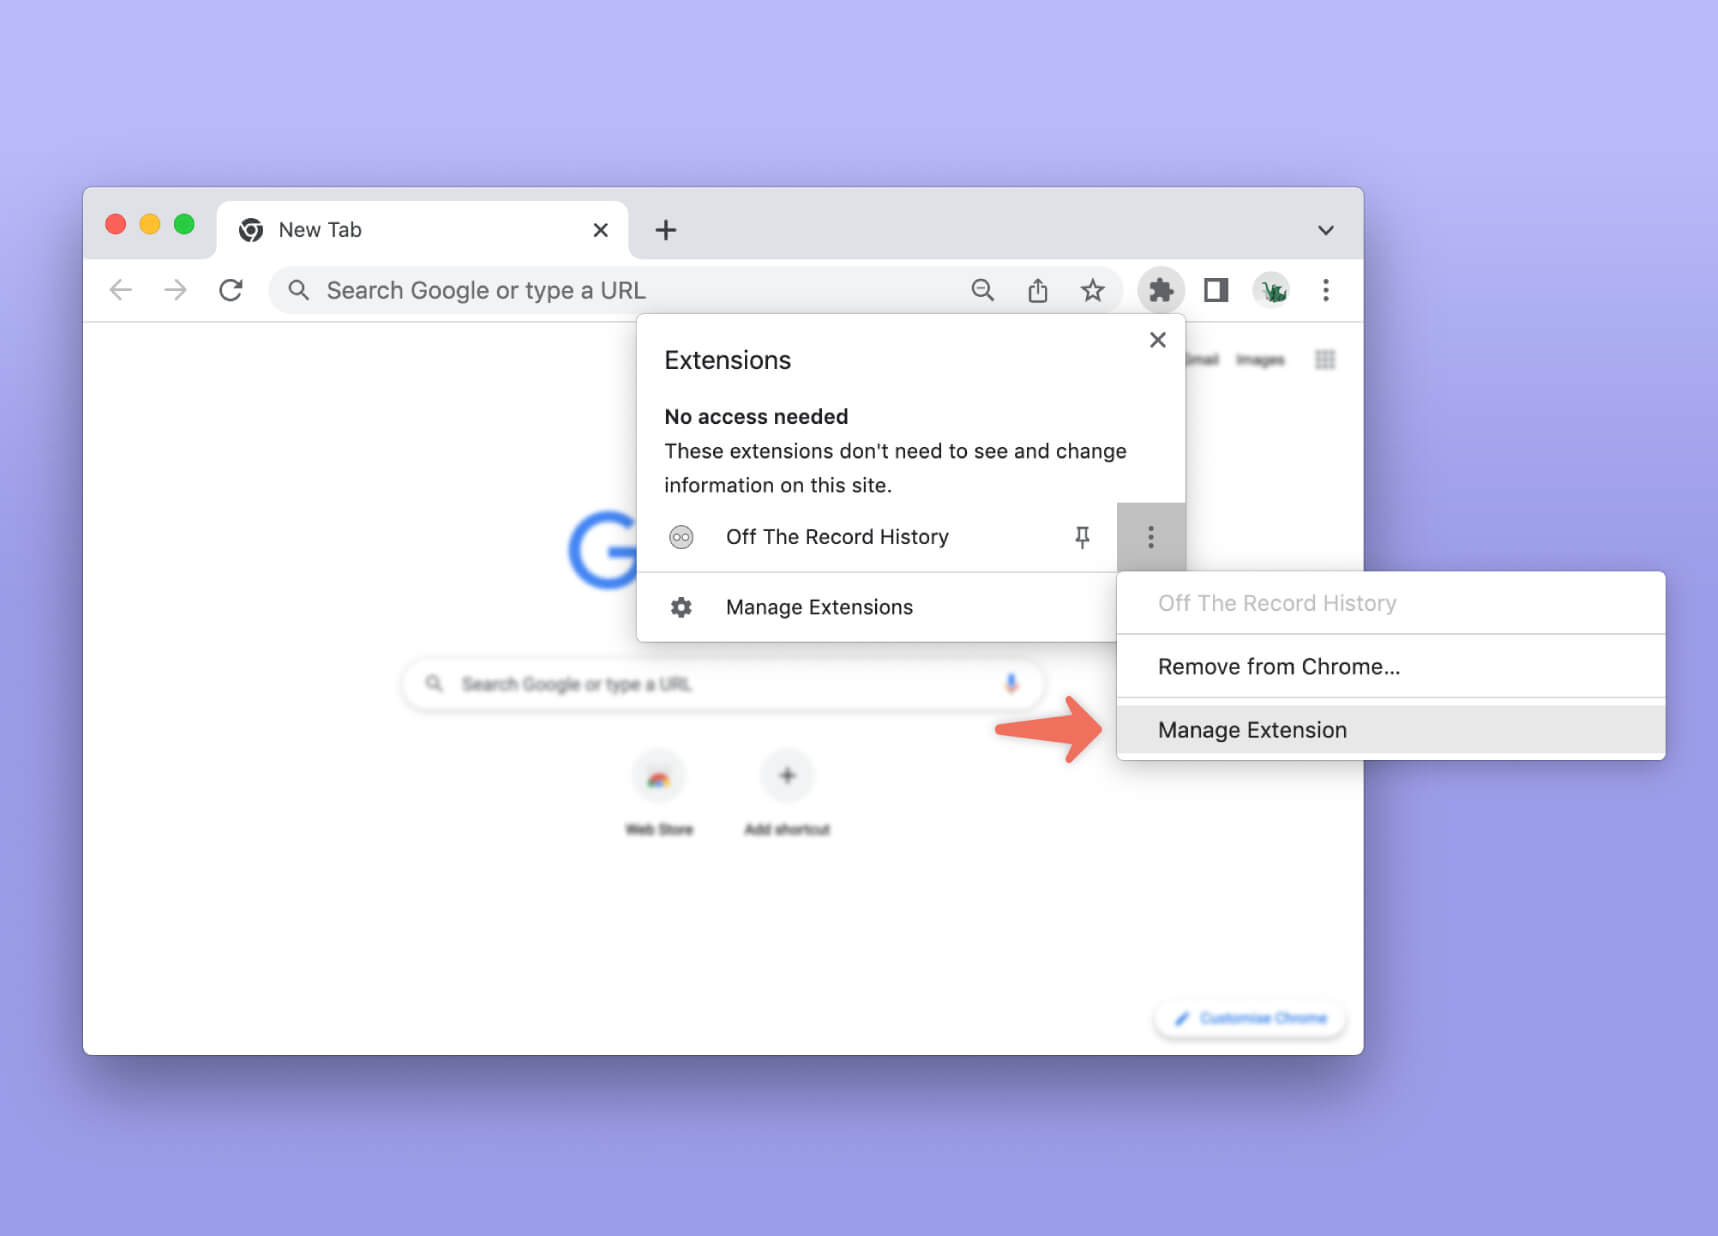 New Tab
Search Google or type a URL
Extensions
Gmail Images
No access needed
These extensions don't need to see and change
information on this site.
Off The Record History
G
Manage Extensions
Off The Record History
Remove from Chrome...
Manage Extension
Search Google or type a URL
Web Store
Add shortcut
Customise Chrome